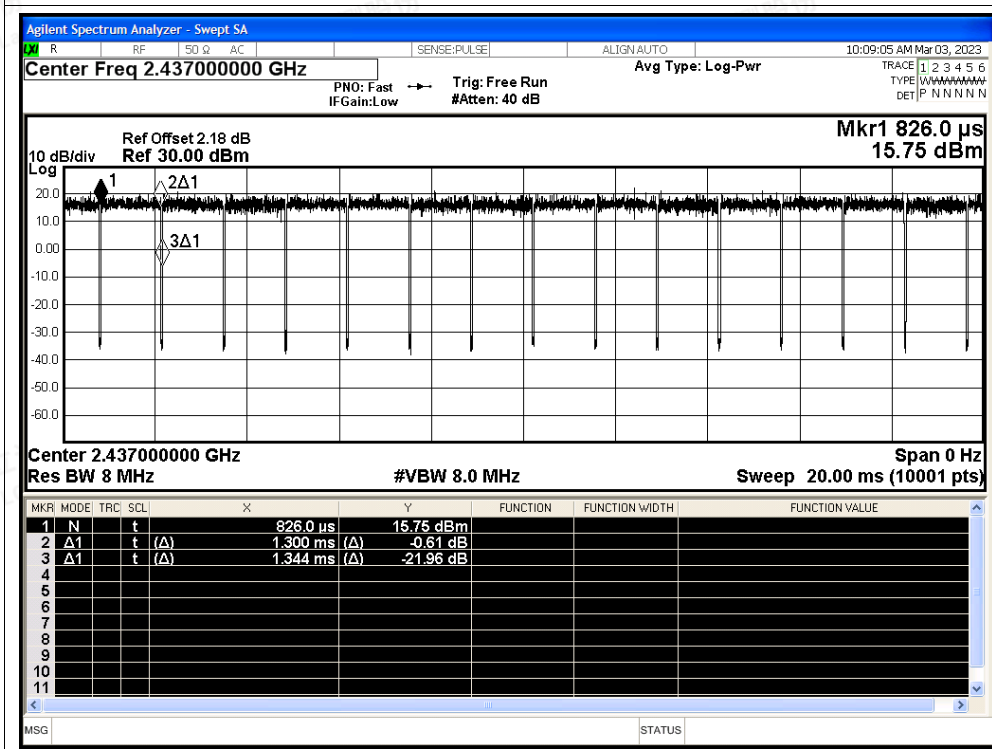 Agilent Spectrum Analyzer - Swept SA
LXI R RF 50 Ω AC SENSE:PULSE ALIGN AUTO 10:09:05 AM Mar 03, 2023
Center Freq 2.437000000 GHz Avg Type: Log-Pwr TRACE 1 2 3 4 5 6
PNO: Fast Trig: Free Run TYPE WWWWWW
IFGain:Low #Atten: 40 dB DET P N N N N N
Mkr1 826.0 µs
Ref Offset 2.18 dB
10 dB/div Ref 30.00 dBm 15.75 dBm
Log
1 2Δ1
20.0
10.0
3Δ1
0.00
-10.0
-20.0
-30.0
-40.0
-50.0
-60.0
Center 2.437000000 GHz Span 0 Hz
Res BW 8 MHz #VBW 8.0 MHz Sweep 20.00 ms (10001 pts)
MKR MODE TRC SCL X Y FUNCTION FUNCTION WIDTH FUNCTION VALUE
1 N t 826.0 µs 15.75 dBm
2 Δ1 t (Δ) 1.300 ms (Δ) -0.61 dB
3 Δ1 t (Δ) 1.344 ms (Δ) -21.96 dB
4
5
6
7
8
9
10
11
MSG STATUS